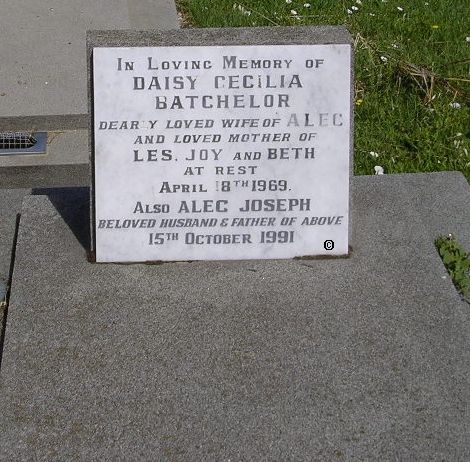 In Loving Memory of
DAISY CECILIA
BATCHELOR
DEARLY LOVED WIFE OF ALEC
AND LOVED MOTHER OF
LES, JOY AND BETH
AT REST
April 18th 1969.
Also ALEC JOSEPH
BELOVED HUSBAND & FATHER OF ABOVE
15th October 1991
©